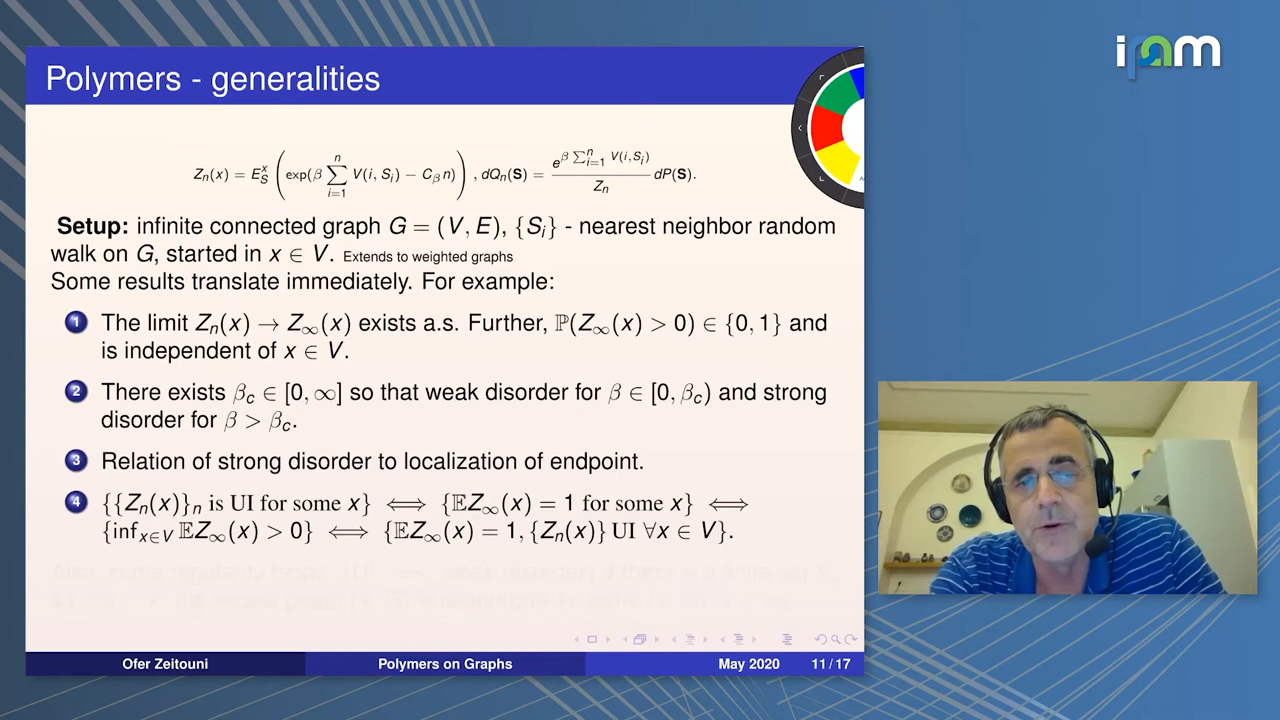 ipam
Polymers - generalities
Z_n(x) = E_S^x (exp(β ∑_{i=1}^n V(i, S_i) − C_β n)), dQ_n(S) = e^{β ∑_{i=1}^n V(i,S_i)} / Z_n dP(S).
Setup: infinite connected graph G = (V, E), {S_i} - nearest neighbor random
walk on G, started in x ∈ V. Extends to weighted graphs
Some results translate immediately. For example:
1 The limit Z_n(x) → Z_∞(x) exists a.s. Further, ℙ(Z_∞(x) > 0) ∈ {0, 1} and
is independent of x ∈ V.
2 There exists β_c ∈ [0, ∞] so that weak disorder for β ∈ [0, β_c) and strong
disorder for β > β_c.
3 Relation of strong disorder to localization of endpoint.
4 {{Z_n(x)}_n is UI for some x} ⟺ {𝔼Z_∞(x) = 1 for some x} ⟺
{inf_{x∈V} 𝔼Z_∞(x) > 0} ⟺ {𝔼Z_∞(x) = 1, {Z_n(x)} UI ∀x ∈ V}.
Ofer Zeitouni Polymers on Graphs May 2020 11/17